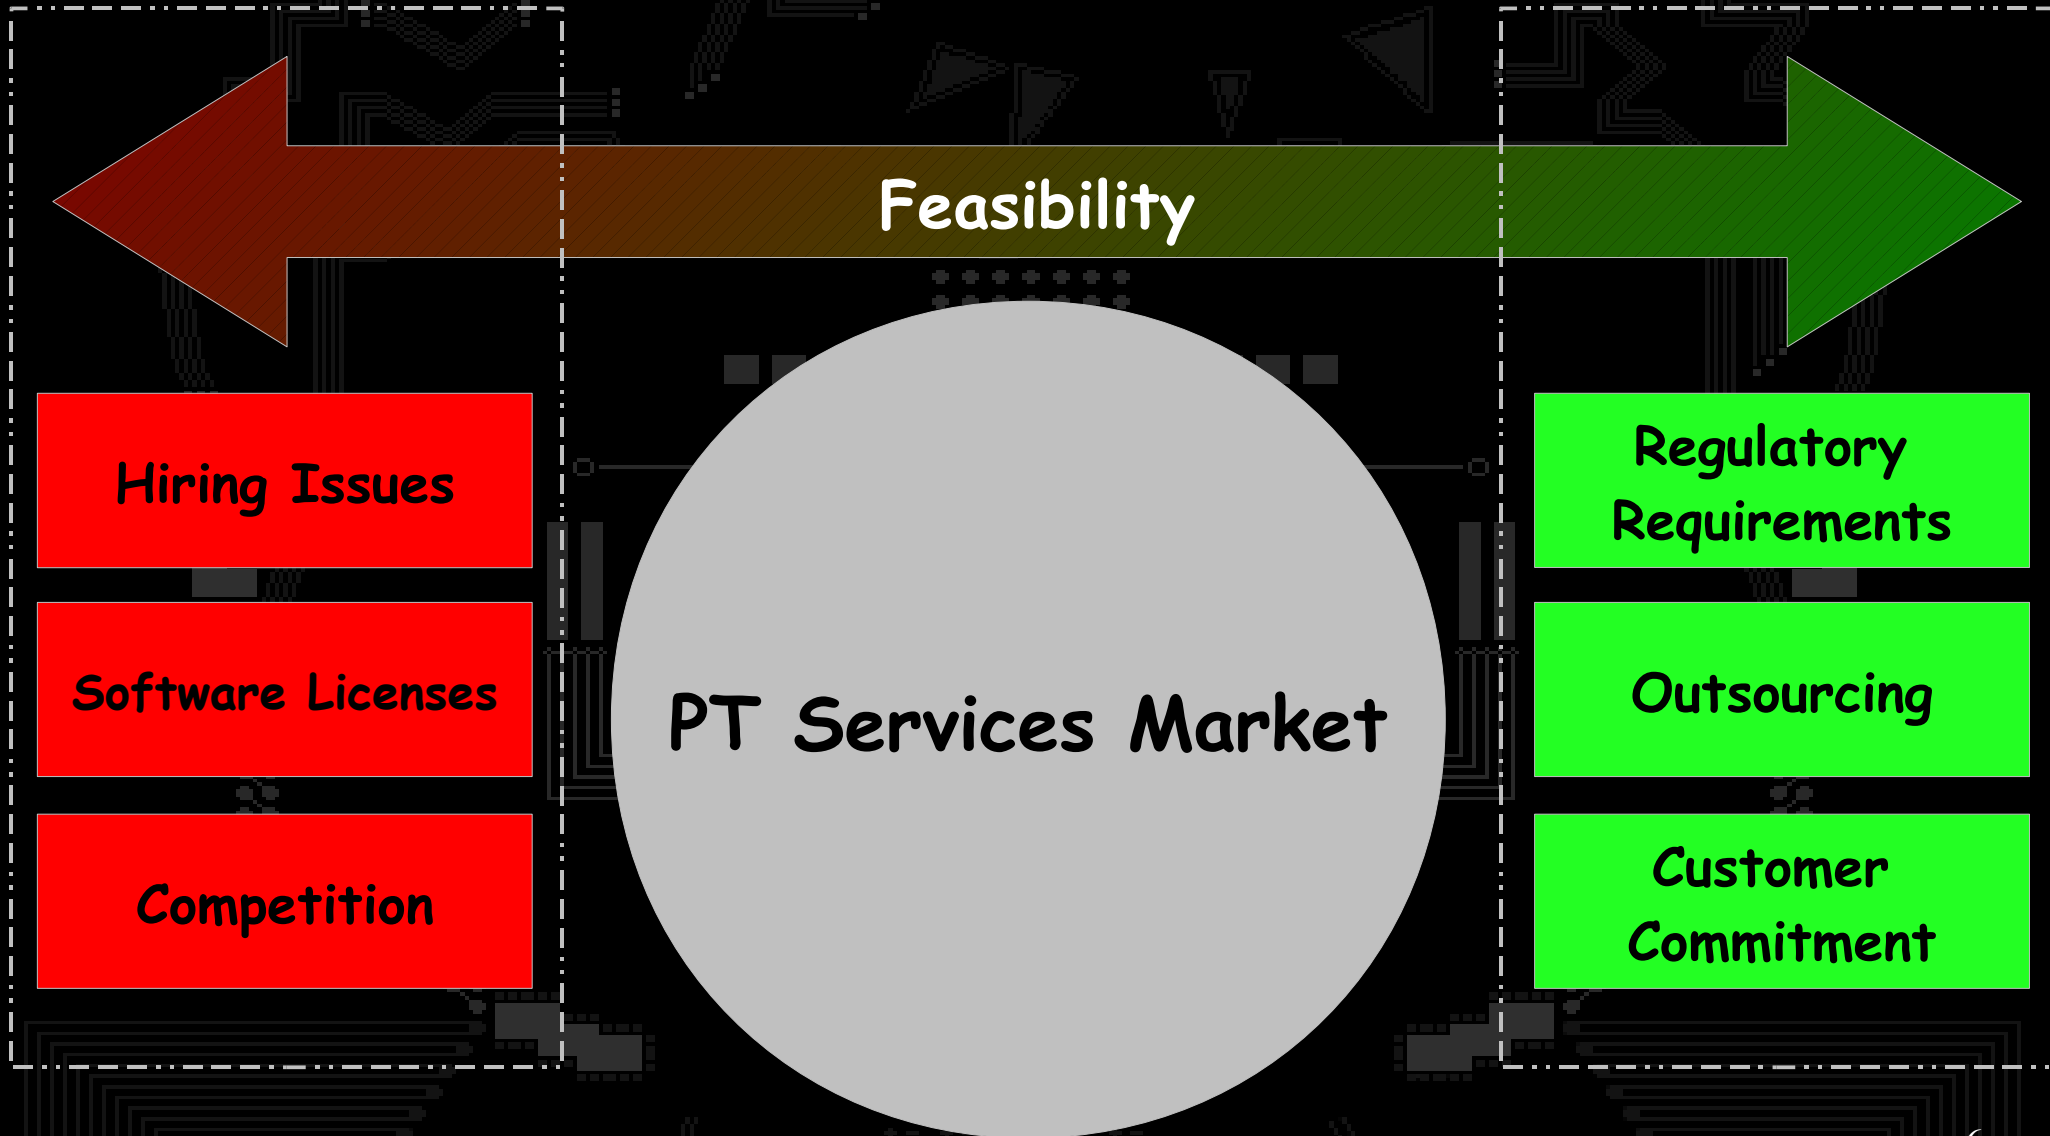 Feasibility
Hiring Issues
Software Licenses
Competition
PT Services Market
Regulatory
Requirements
Outsourcing
Customer
Commitment